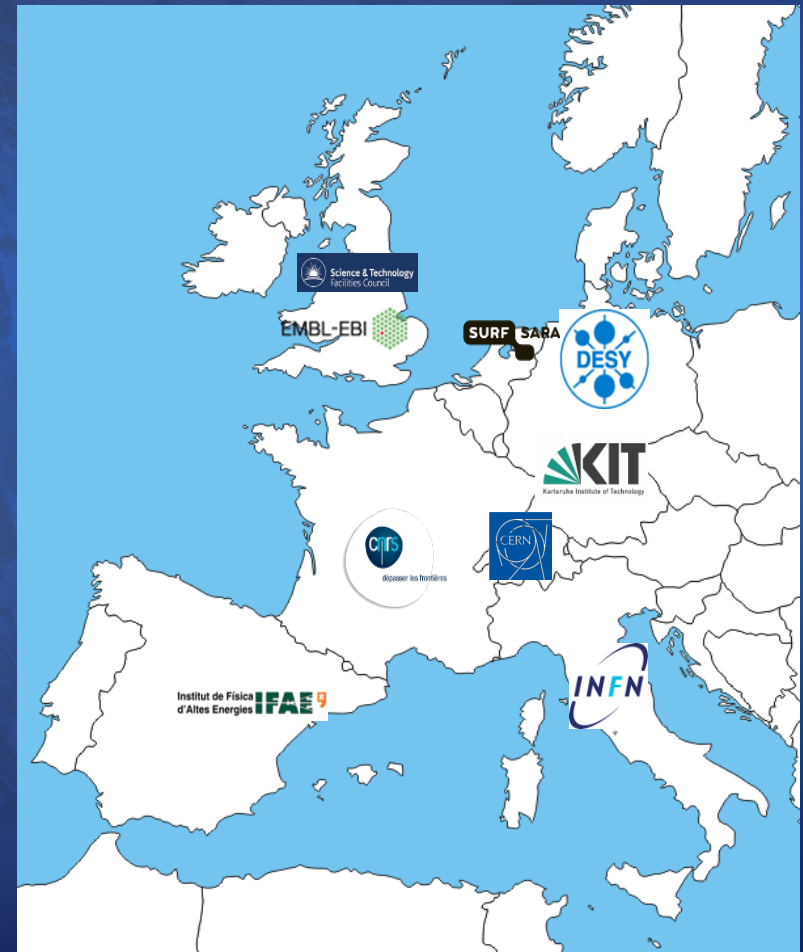 Science & Technology
Facilities Council
EMBL-EBI
SURF SARA
DESY
KIT
Karlsruhe Institute of Technology
CERN
cnrs
dépasser les frontières
INFN
Institut de Física
d'Altes Energies
IFAE